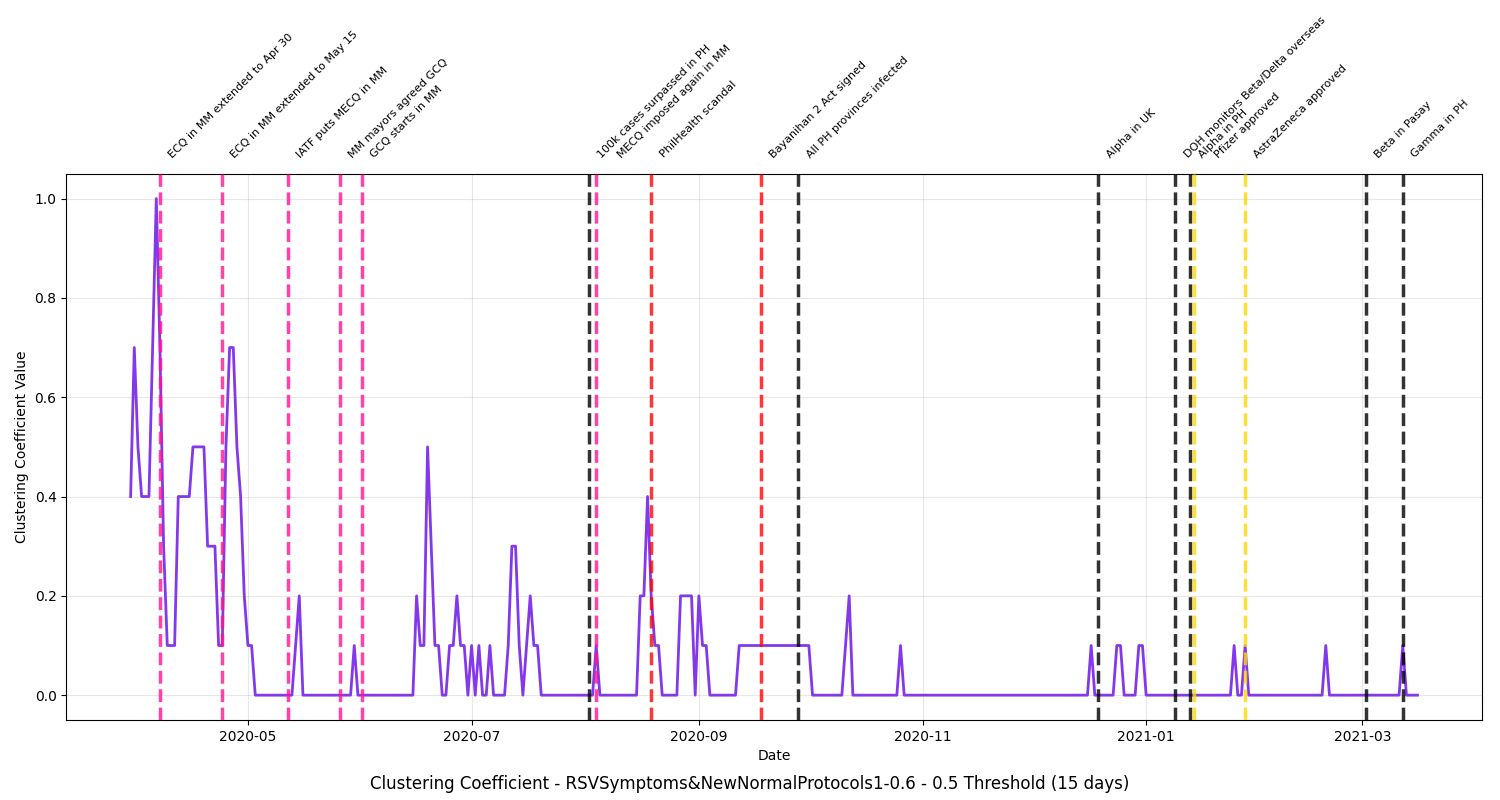 ECQ in MM extended to Apr 30
ECQ in MM extended to May 15
IATF puts MECQ in MM
MM mayors agreed GCQ
GCQ starts in MM
100k cases surpassed in PH
MECQ imposed again in MM
PhilHealth scandal
Bayanihan 2 Act signed
All PH provinces infected
Alpha in UK
DOH monitors Beta/Delta overseas
Alpha in PH
Pfizer approved
AstraZeneca approved
Beta in Pasay
Gamma in PH
Clustering Coefficient Value
1.0
0.8
0.6
0.4
0.2
0.0
2020-05
2020-07
2020-09
2020-11
2021-01
2021-03
Date
Clustering Coefficient - RSVSymptoms&NewNormalProtocols1-0.6 - 0.5 Threshold (15 days)